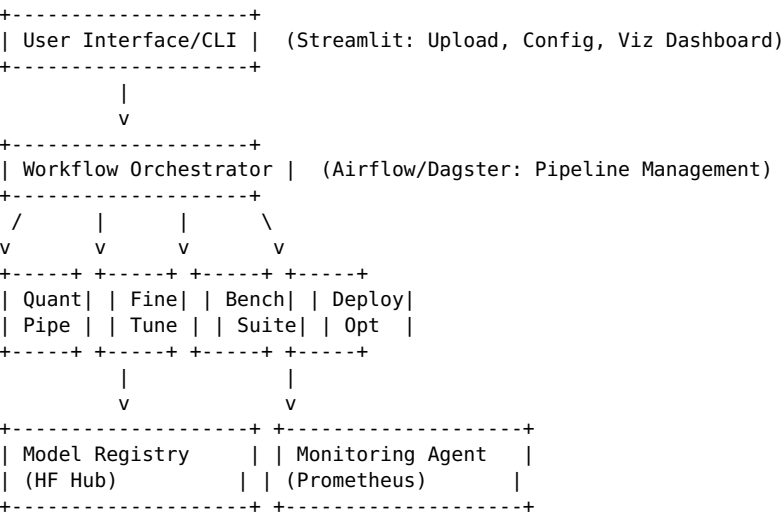 +--------------------+
| User Interface/CLI |  (Streamlit: Upload, Config, Viz Dashboard)
+--------------------+
          |
          v
+--------------------+
| Workflow Orchestrator |  (Airflow/Dagster: Pipeline Management)
+--------------------+
 /      |      |      \
v       v      v       v
+-----+ +-----+ +-----+ +-----+
| Quant| | Fine| | Bench| | Deploy|
| Pipe | | Tune | | Suite| | Opt  |
+-----+ +-----+ +-----+ +-----+
          |             |
          v             v
+--------------------+ +--------------------+
| Model Registry     | | Monitoring Agent   |
| (HF Hub)          | | (Prometheus)       |
+--------------------+ +--------------------+